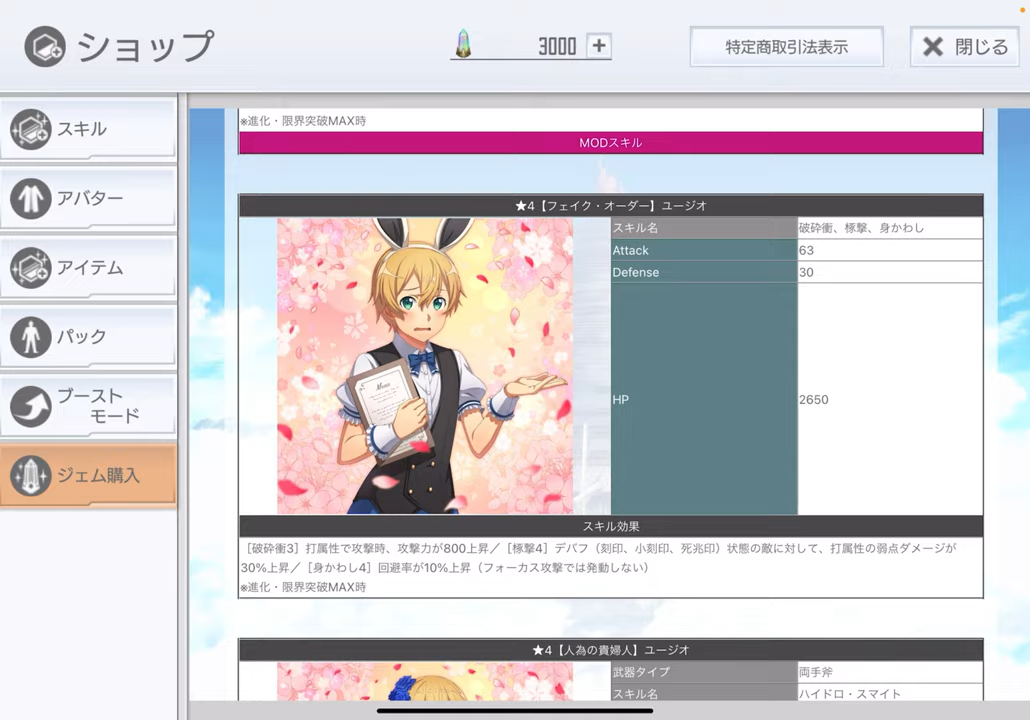 ショップ
3000
特定商取引法表示
閉じる
スキル
アバター
アイテム
パック
ブースト
モード
ジェム購入
※進化・限界突破MAX時
MODスキル
★4【フェイク・オーダー】ユージオ
スキル名
破砕衝、椓撃、身かわし
Attack
63
Defense
30
HP
2650
Menu
スキル効果
［破砕衝3］打属性で攻撃時、攻撃力が800上昇／［椓撃4］デバフ（刻印、小刻印、死兆印）状態の敵に対して、打属性の弱点ダメージが
30%上昇／［身かわし4］回避率が10%上昇（フォーカス攻撃では発動しない）
※進化・限界突破MAX時
★4【人為の貴婦人】ユージオ
武器タイプ
両手斧
スキル名
ハイドロ・スマイト